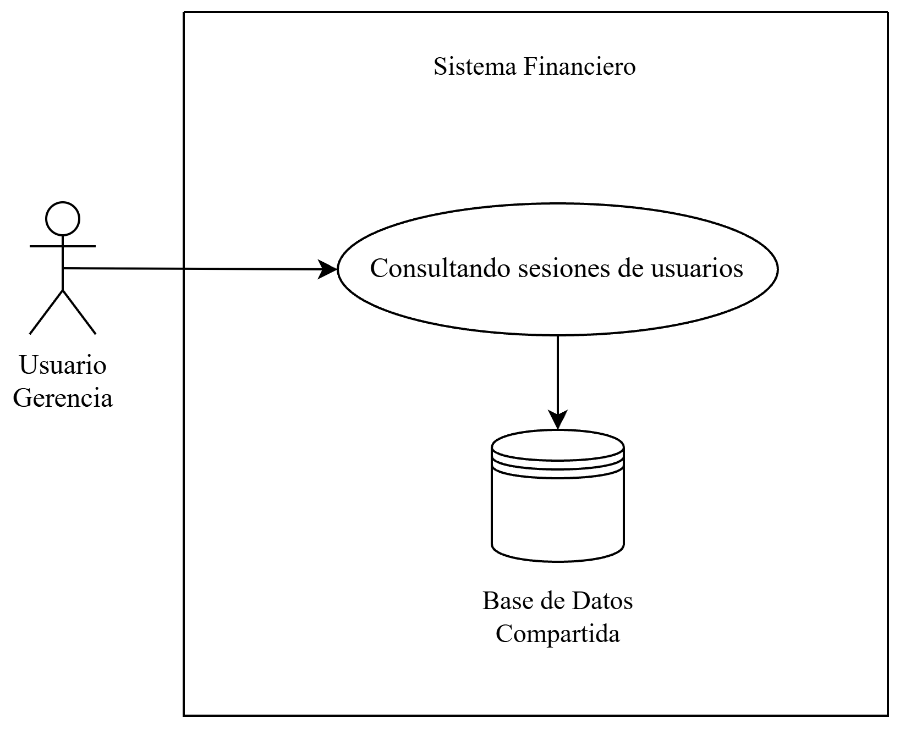 Sistema Financiero
Consultando sesiones de usuarios
Usuario
Gerencia
Base de Datos
Compartida